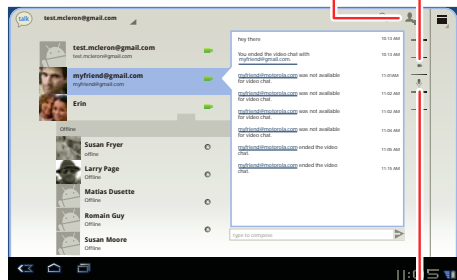 talk
test.mcleron@gmail.com
test.mcleron@gmail.com
test.mcleron@gmail.com
myfriend@gmail.com
myfriend@gmail.com
Erin
Offline
Susan Fryer
offline
Larry Page
Offline
Matias Dusette
Offline
Romain Guy
Offline
Susan Moore
Offline
hey there 10:13 AM
You ended the video chat with 10:13 AM
myfriend@gmail.com.
myfriend@motorola.com was not available 11:01AM
for video chat.
myfriend@motorola.com was not available 11:02 AM
for video chat.
myfriend@motorola.com was not available 11:02 AM
for video chat.
myfriend@motorola.com was not available 11:04 AM
for video chat.
myfriend@motorola.com ended the video 11:05 AM
chat.
myfriend@motorola.com ended the video 11:15 AM
chat.
type to compose
11:05